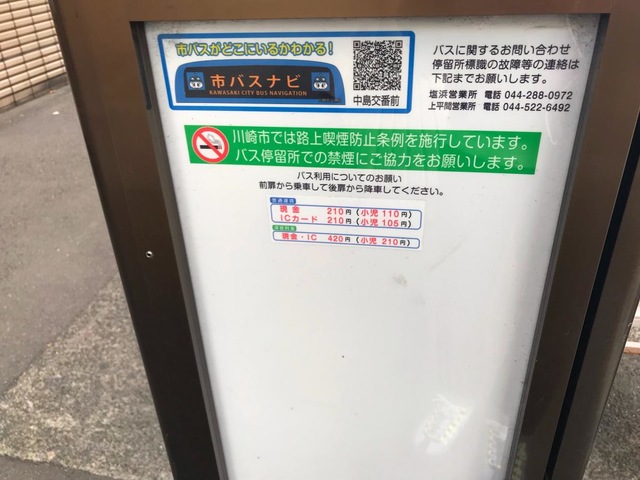 市バスがどこにいるかわかる!
市バスナビ
KAWASAKI CITY BUS NAVIGATION
中島交番前
バスに関するお問い合わせ
停留所標識の故障等の連絡は
下記までお願いします。
塩浜営業所 電話 044-288-0972
上平間営業所 電話 044-522-6492
川崎市では路上喫煙防止条例を施行しています。
バス停留所での禁煙にご協力をお願いします。
バス利用についてのお願い
前扉から乗車して後扉から降車してください。
普通運賃
現金 210円(小児 110円)
ICカード 210円(小児 105円)
現金・IC 420円(小児 210円)